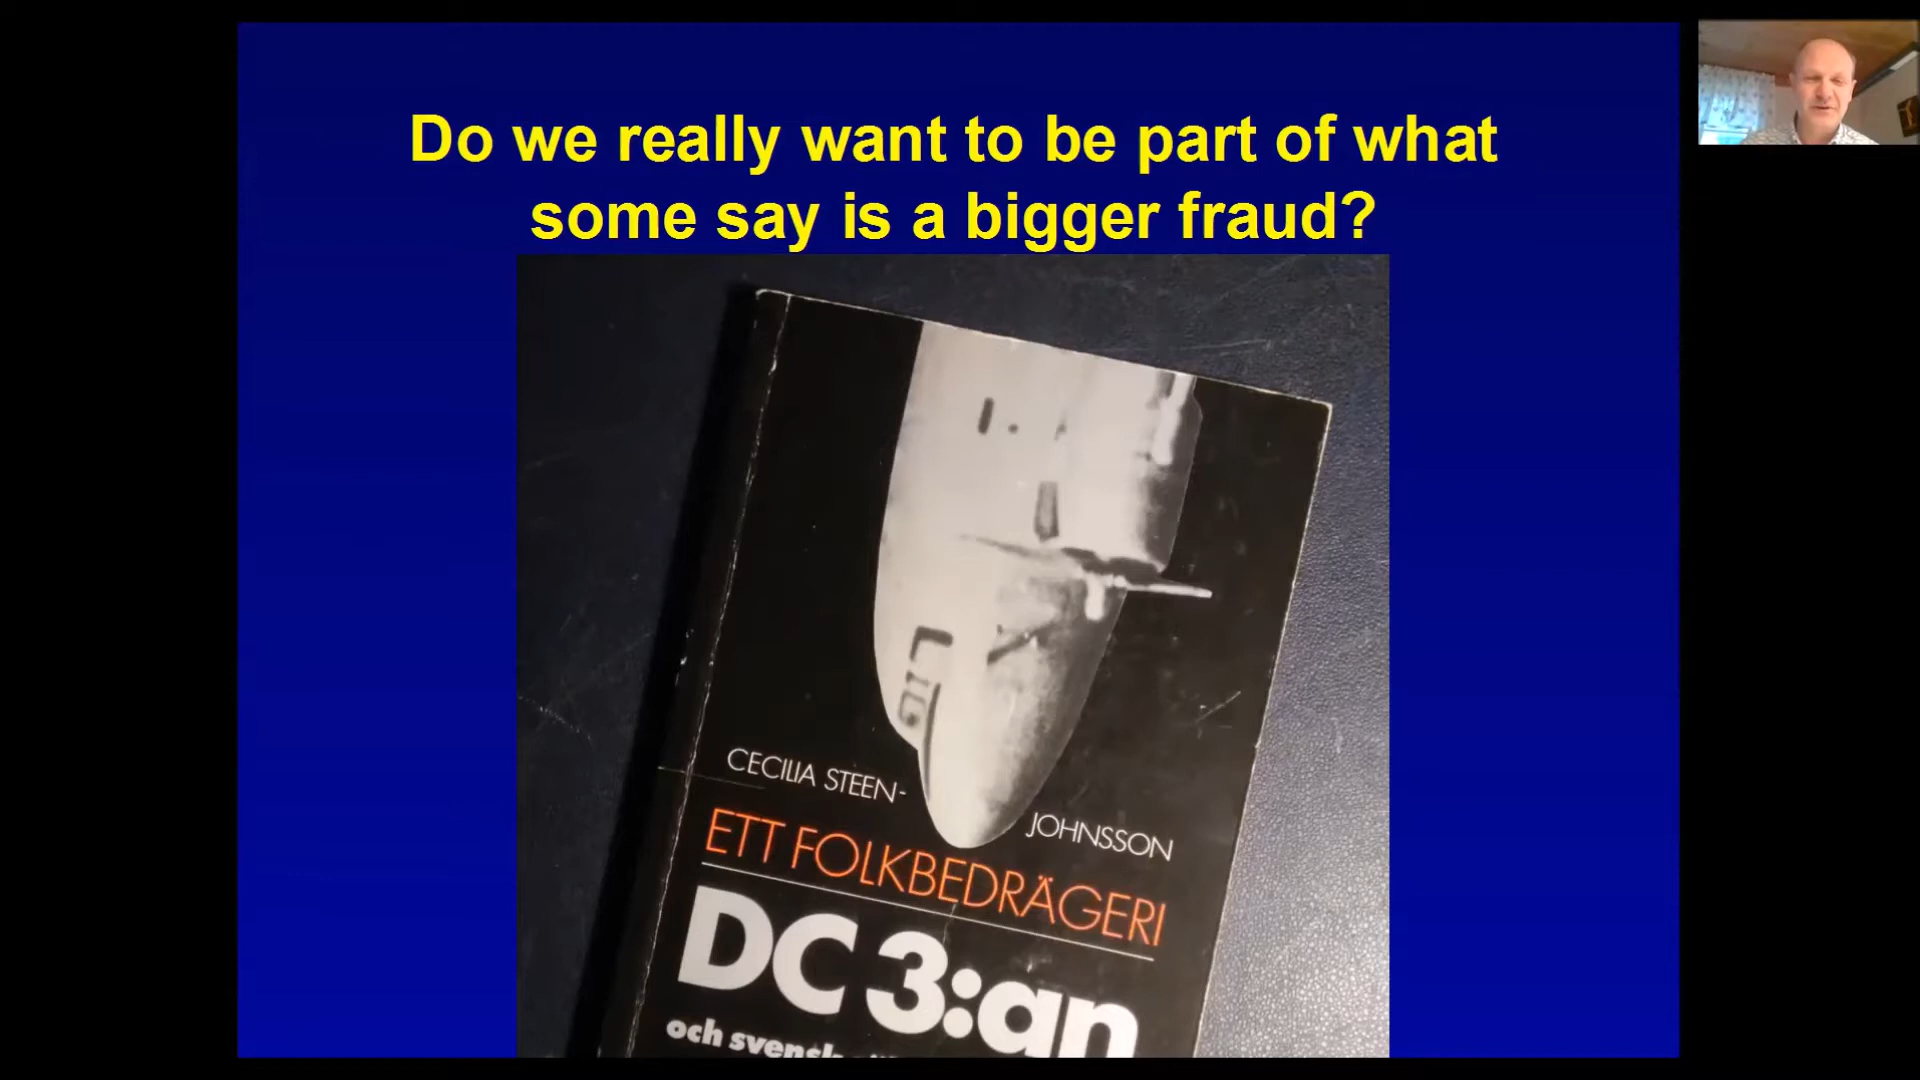 Do we really want to be part of what
some say is a bigger fraud?
CECILIA STEEN-
JOHNSSON
ETT FOLKBEDRÄGERI
DC 3:an
och